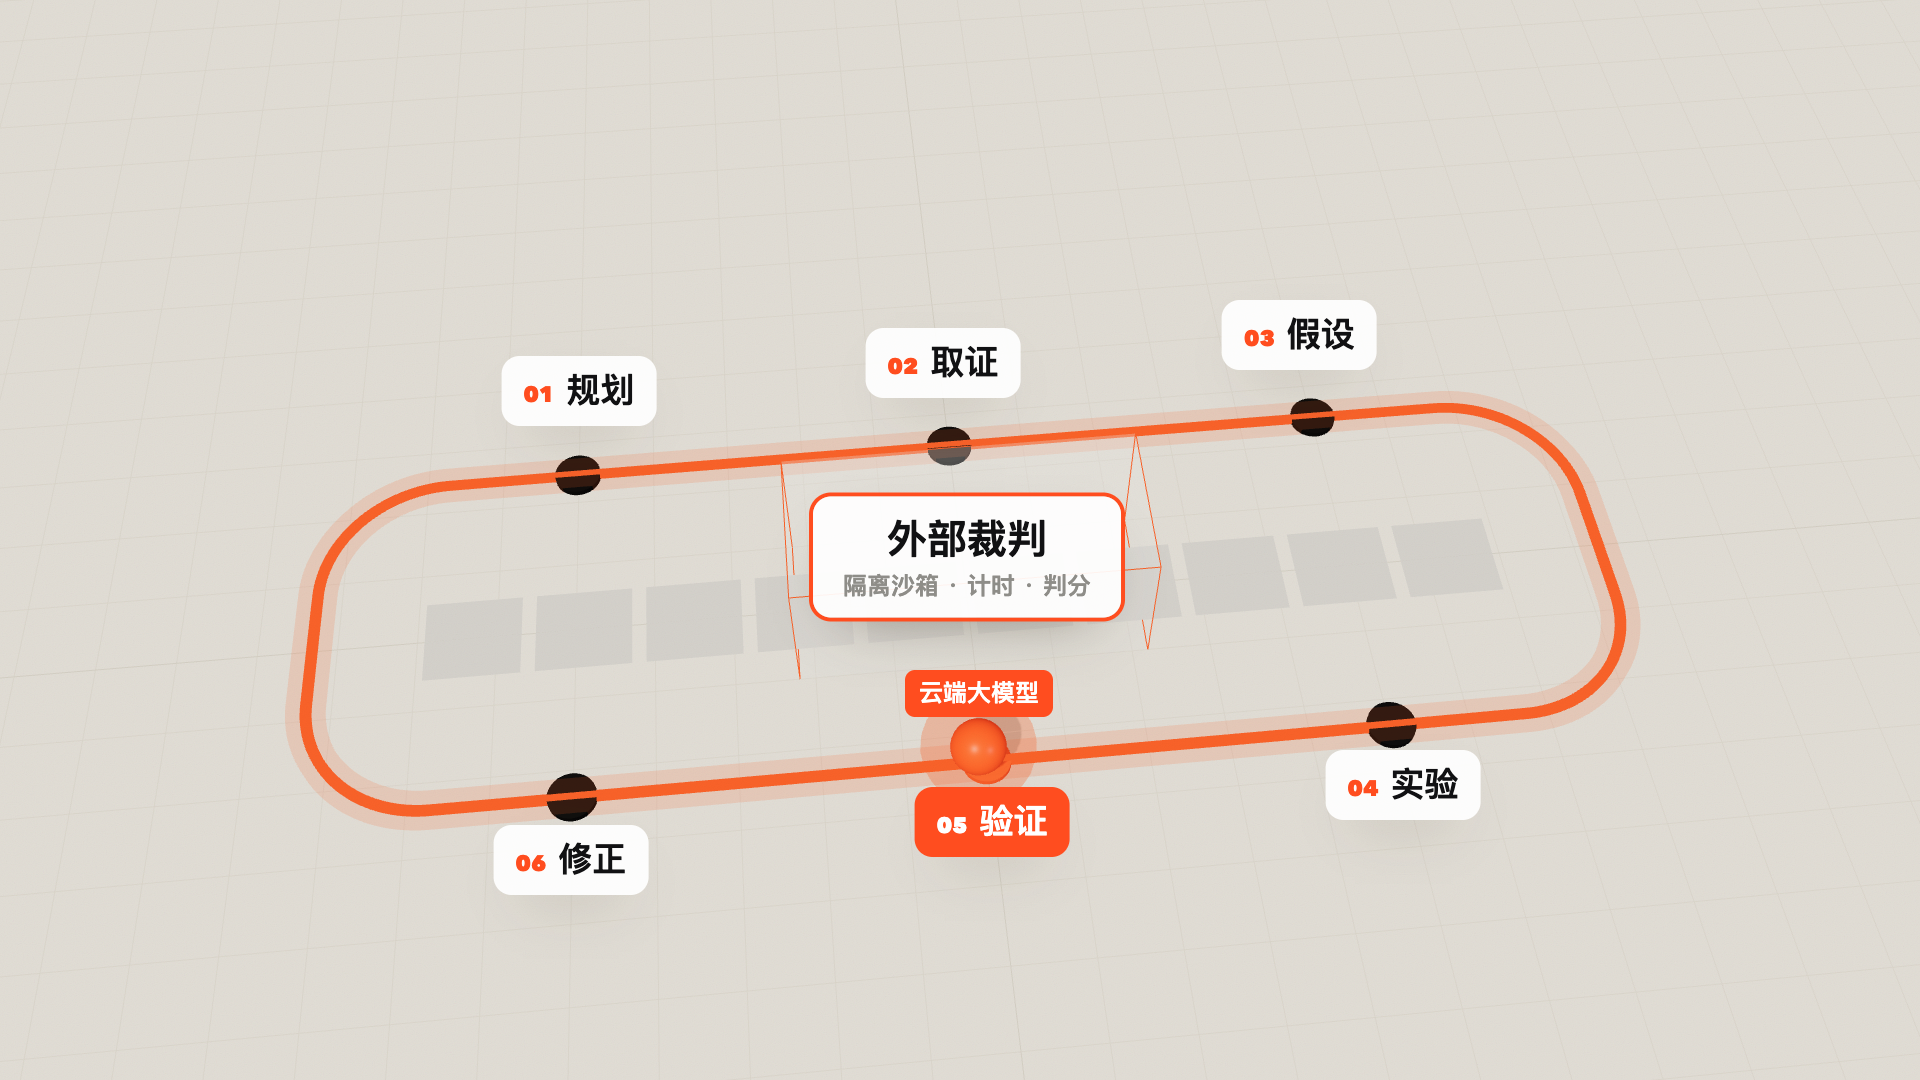 01 规划
02 取证
03 假设
外部裁判
隔离沙箱 · 计时 · 判分
云端大模型
04 实验
05 验证
06 修正